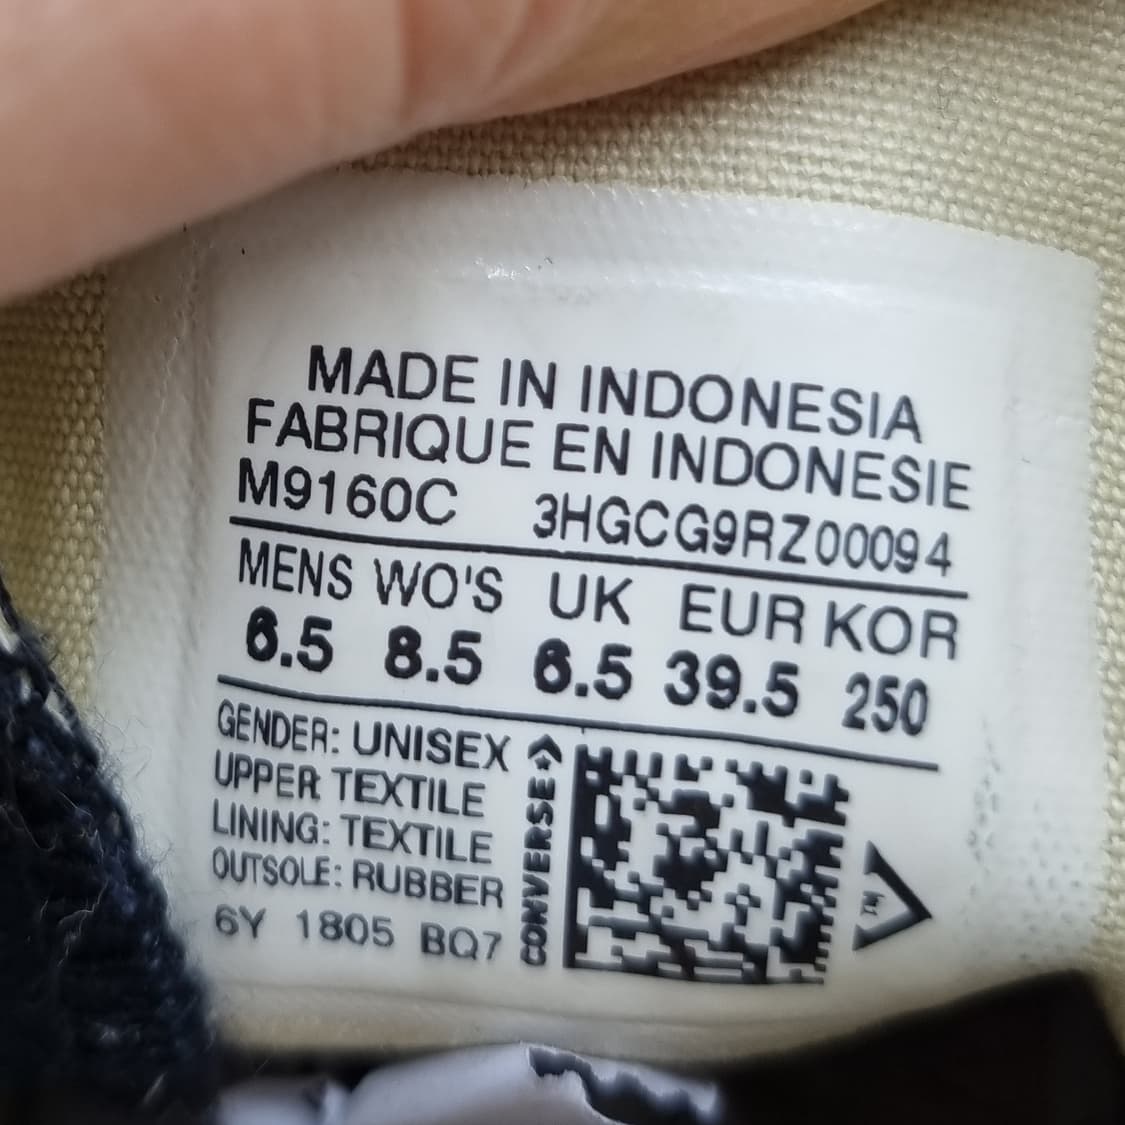 MADE IN INDONESIA
FABRIQUE EN INDONESIE
M9160C 3HGCG9RZ00094
MENS WO'S UK EUR KOR
6.5 8.5 6.5 39.5 250
GENDER: UNISEX
UPPER: TEXTILE
LINING: TEXTILE
OUTSOLE: RUBBER
6Y 1805 BQ7
CONVERSE